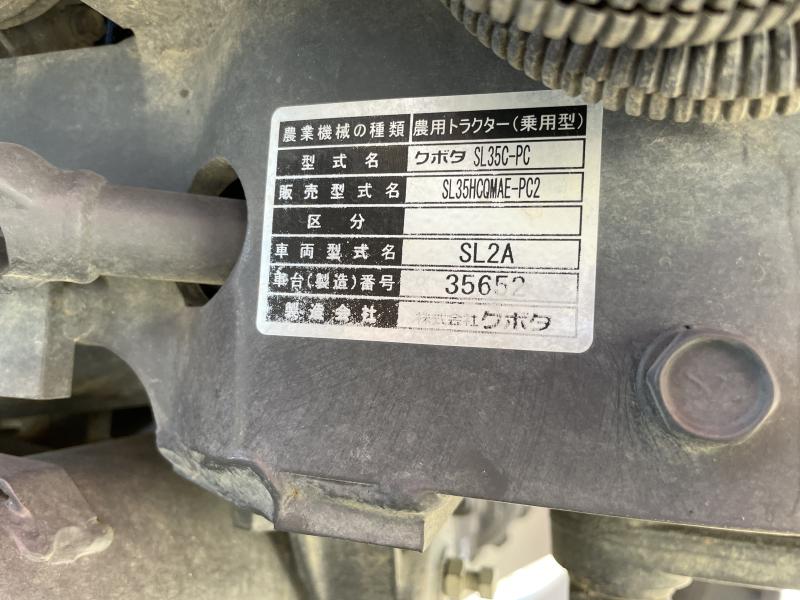 農業機械の種類 農用トラクター(乗用型)
型式名 クボタ SL35C-PC
販売型式名 SL35HCQMAE-PC2
区分
車両型式名 SL2A
車台(製造)番号 35652
製造会社 株式会社クボタ